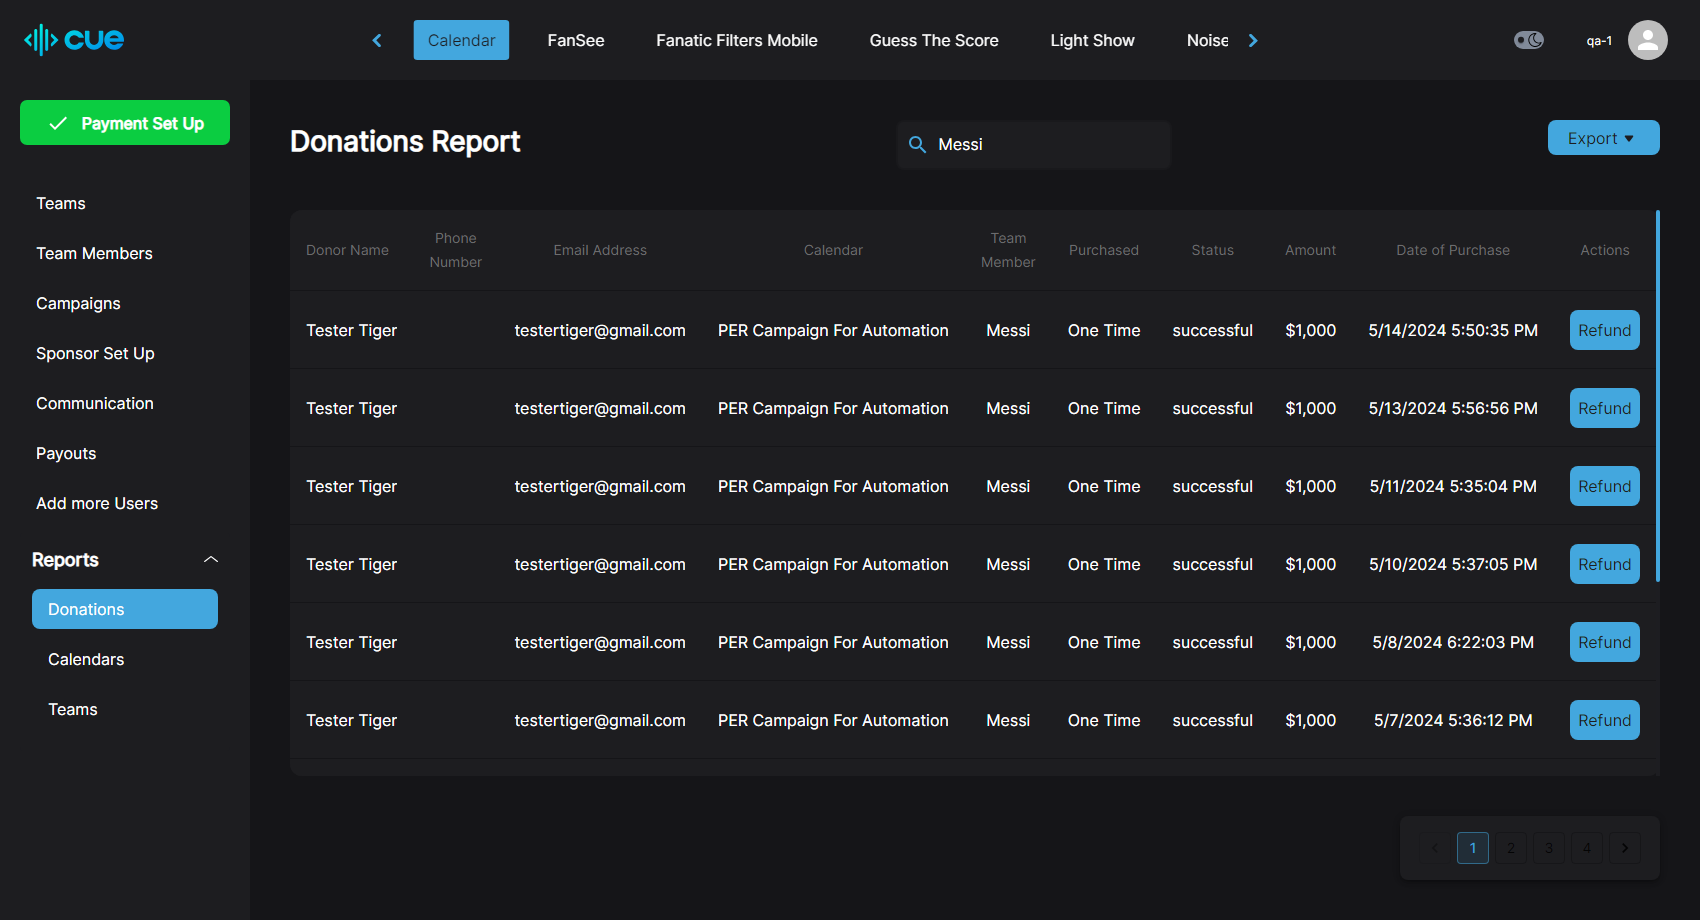 cue
Calendar
FanSee
Fanatic Filters Mobile
Guess The Score
Light Show
Noise
qa-1
Payment Set Up
Teams
Team Members
Campaigns
Sponsor Set Up
Communication
Payouts
Add more Users
Reports
Donations
Calendars
Teams
Donations Report
Messi
Export
Donor Name Phone Number Email Address Calendar Team Member Purchased Status Amount Date of Purchase Actions
Tester Tiger testertiger@gmail.com PER Campaign For Automation Messi One Time successful $1,000 5/14/2024 5:50:35 PM Refund
Tester Tiger testertiger@gmail.com PER Campaign For Automation Messi One Time successful $1,000 5/13/2024 5:56:56 PM Refund
Tester Tiger testertiger@gmail.com PER Campaign For Automation Messi One Time successful $1,000 5/11/2024 5:35:04 PM Refund
Tester Tiger testertiger@gmail.com PER Campaign For Automation Messi One Time successful $1,000 5/10/2024 5:37:05 PM Refund
Tester Tiger testertiger@gmail.com PER Campaign For Automation Messi One Time successful $1,000 5/8/2024 6:22:03 PM Refund
Tester Tiger testertiger@gmail.com PER Campaign For Automation Messi One Time successful $1,000 5/7/2024 5:36:12 PM Refund
1 2 3 4